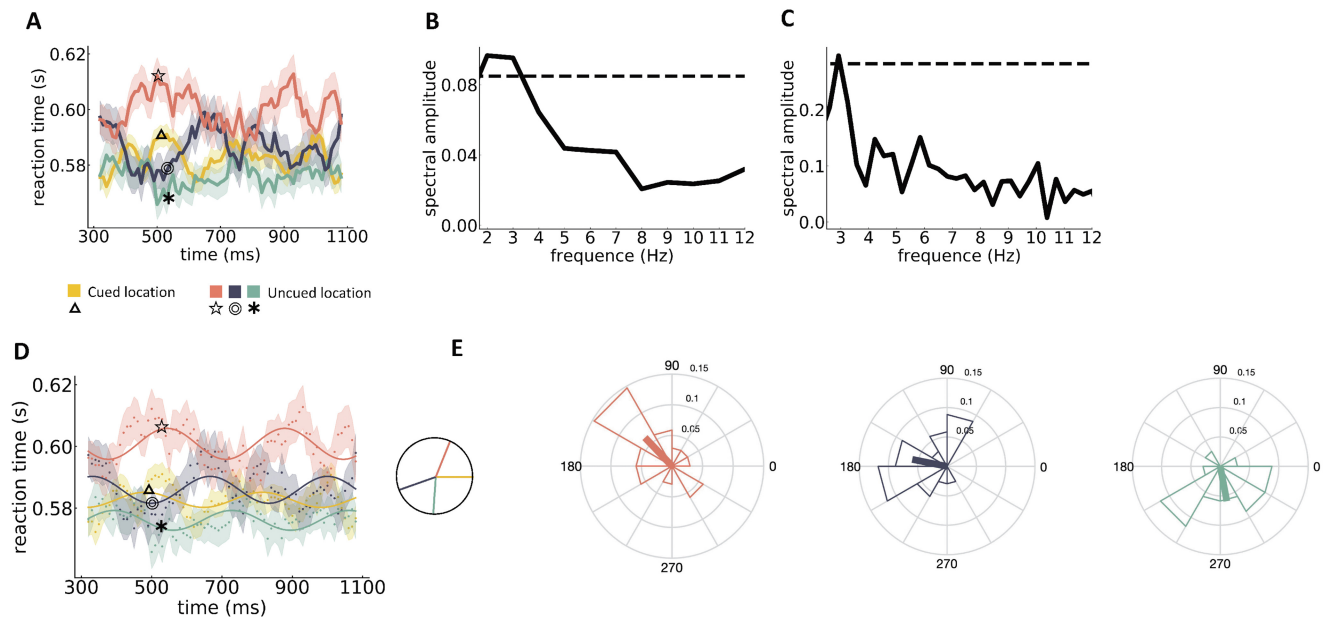 A
0.62
0.60
0.58
reaction time (s)
300 500 700 900 1100
time (ms)
B
0.08
0.04
0.00
spectral amplitude
2 3 4 5 6 7 8 9 10 11 12
frequence (Hz)
C
0.2
0.1
0.0
spectral amplitude
3 4 5 6 7 8 9 10 11 12
frequence (Hz)
Cued location
Uncued location
D
0.62
0.60
0.58
reaction time (s)
300 500 700 900 1100
time (ms)
E
90
0.15
0.1
0.05
180
0
270
90
0.15
0.1
0.05
180
0
270
90
0.15
0.1
0.05
180
0
270